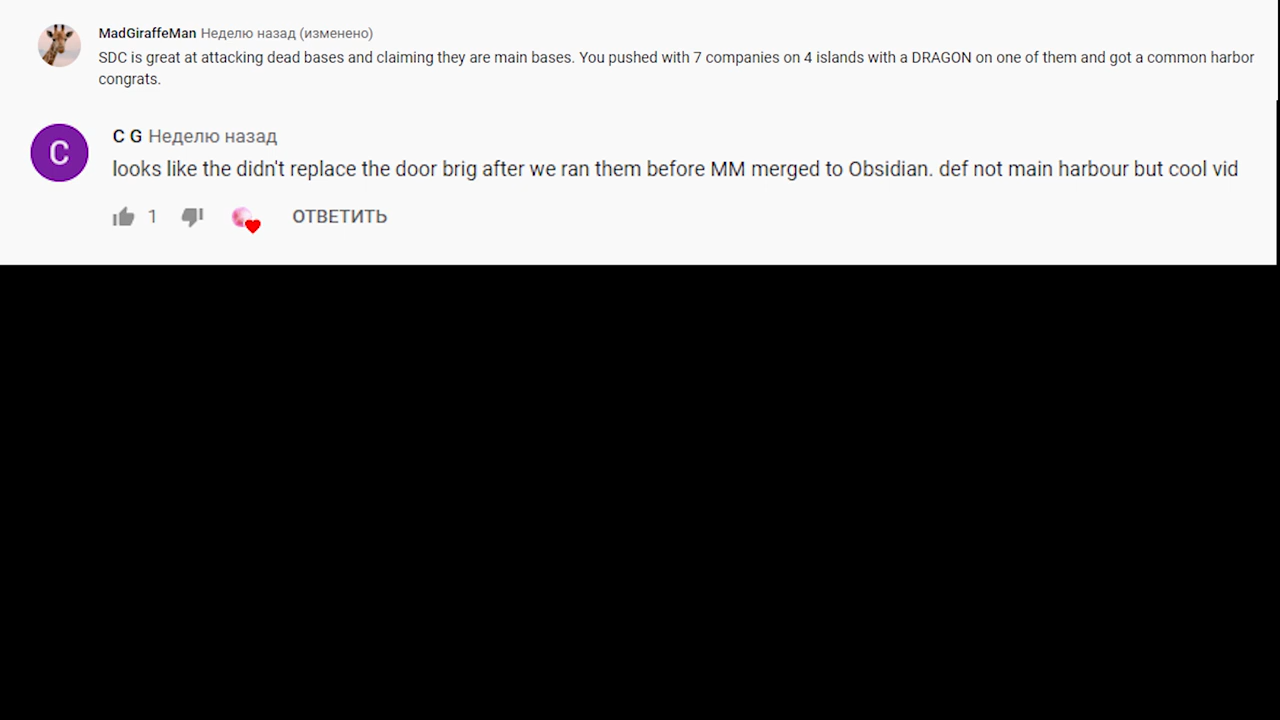 MadGiraffeMan Неделю назад (изменено)
SDC is great at attacking dead bases and claiming they are main bases. You pushed with 7 companies on 4 islands with a DRAGON on one of them and got a common harbor
congrats.
C
C G Неделю назад
looks like the didn't replace the door brig after we ran them before MM merged to Obsidian. def not main harbour but cool vid
1
ОТВЕТИТЬ